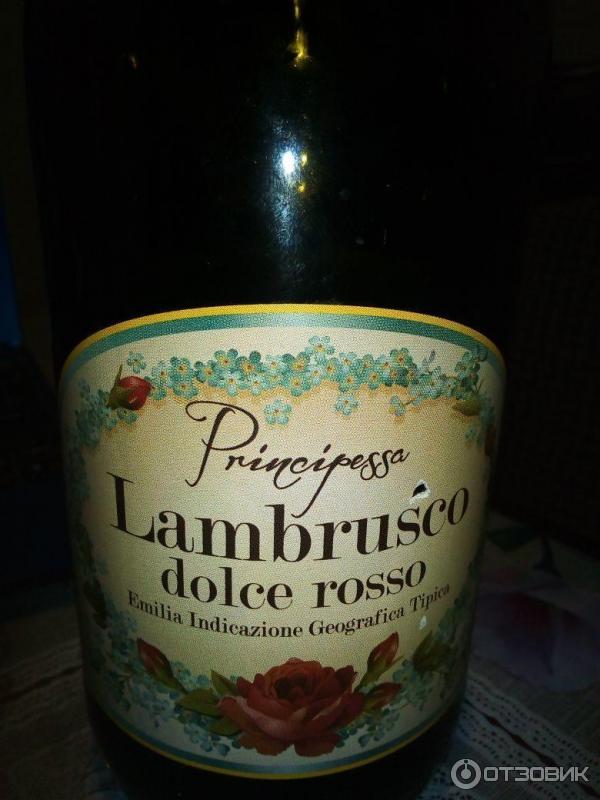 Principessa
Lambrusco
dolce rosso
Emilia Indicazione Geografica Tipica
ОТЗОВИК